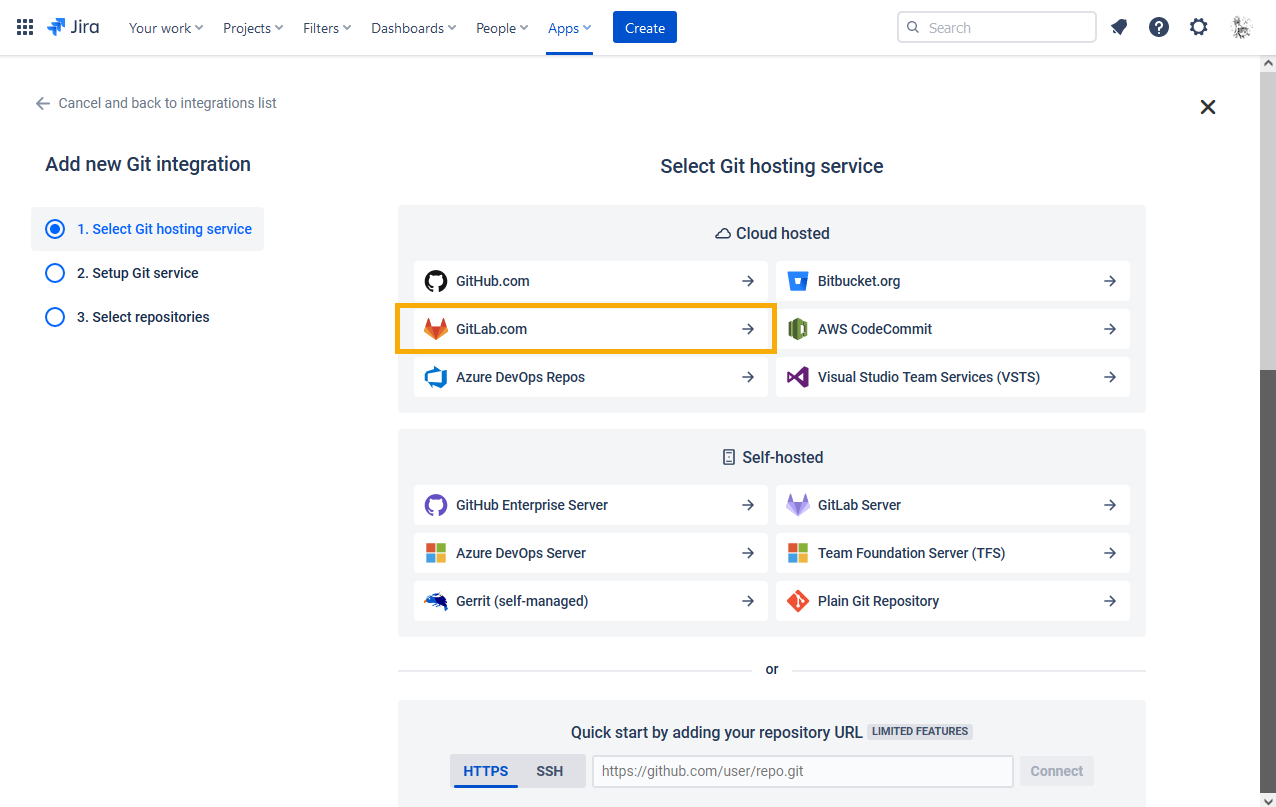 Jira Your work Projects Filters Dashboards People Apps Create Search
Cancel and back to integrations list
Add new Git integration
1. Select Git hosting service
2. Setup Git service
3. Select repositories
Select Git hosting service
Cloud hosted
GitHub.com
Bitbucket.org
GitLab.com
AWS CodeCommit
Azure DevOps Repos
Visual Studio Team Services (VSTS)
Self-hosted
GitHub Enterprise Server
GitLab Server
Azure DevOps Server
Team Foundation Server (TFS)
Gerrit (self-managed)
Plain Git Repository
or
Quick start by adding your repository URL LIMITED FEATURES
HTTPS SSH https://github.com/user/repo.git Connect